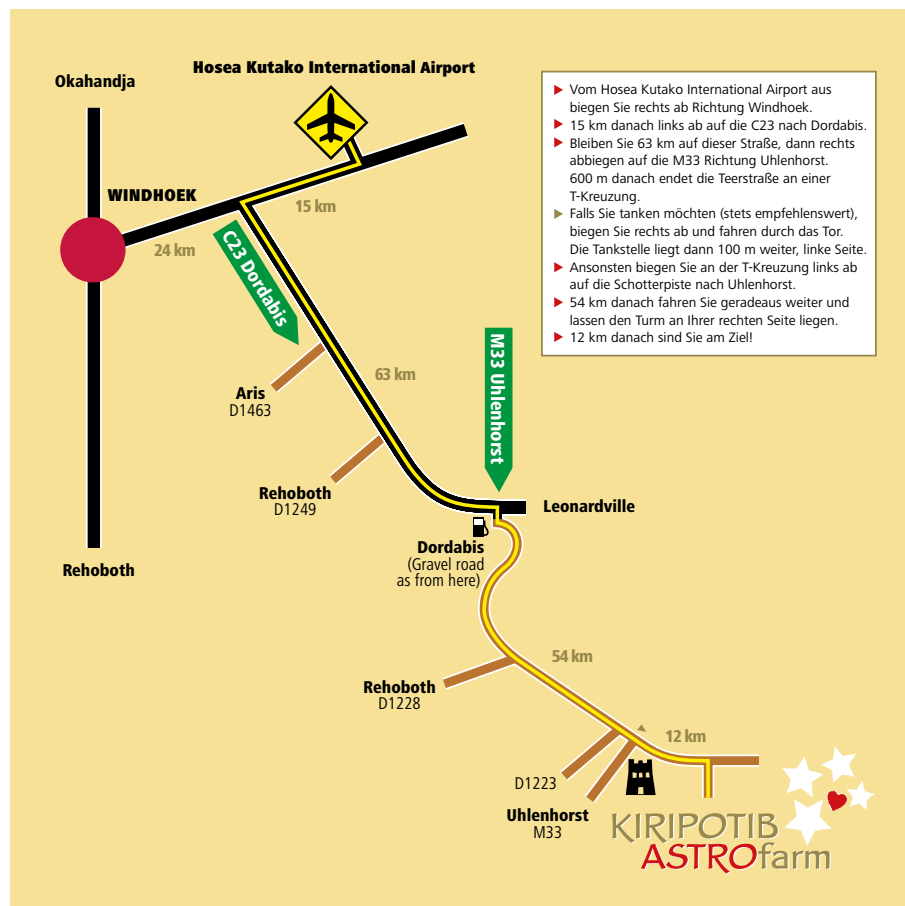 Hosea Kutako International Airport
Okahandja
WINDHOEK
15 km
24 km
C23 Dordabis
63 km
Aris
D1463
M33 Uhlenhorst
Rehoboth
D1249
Leonardville
Dordabis
(Gravel road
as from here)
Rehoboth
54 km
Rehoboth
D1228
12 km
D1223
Uhlenhorst
M33
KIRIPOTIB
ASTROfarm
▶ Vom Hosea Kutako International Airport aus
biegen Sie rechts ab Richtung Windhoek.
▶ 15 km danach links ab auf die C23 nach Dordabis.
▶ Bleiben Sie 63 km auf dieser Straße, dann rechts
abbiegen auf die M33 Richtung Uhlenhorst.
600 m danach endet die Teerstraße an einer
T-Kreuzung.
▶ Falls Sie tanken möchten (stets empfehlenswert),
biegen Sie rechts ab und fahren durch das Tor.
Die Tankstelle liegt dann 100 m weiter, linke Seite.
▶ Ansonsten biegen Sie an der T-Kreuzung links ab
auf die Schotterpiste nach Uhlenhorst.
▶ 54 km danach fahren Sie geradeaus weiter und
lassen den Turm an Ihrer rechten Seite liegen.
▶ 12 km danach sind Sie am Ziel!